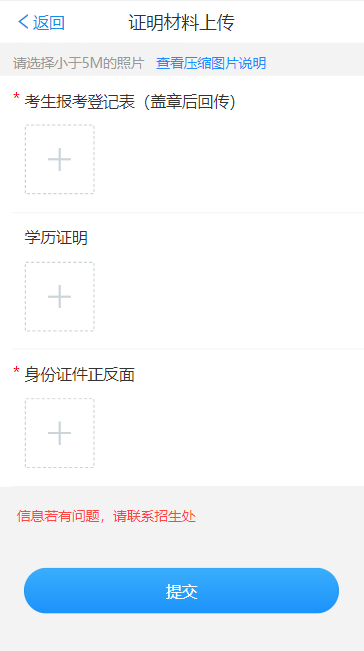 返回 证明材料上传
请选择小于5M的照片 查看压缩图片说明
* 考生报考登记表（盖章后回传）
学历证明
* 身份证件正反面
信息若有问题，请联系招生处
提交